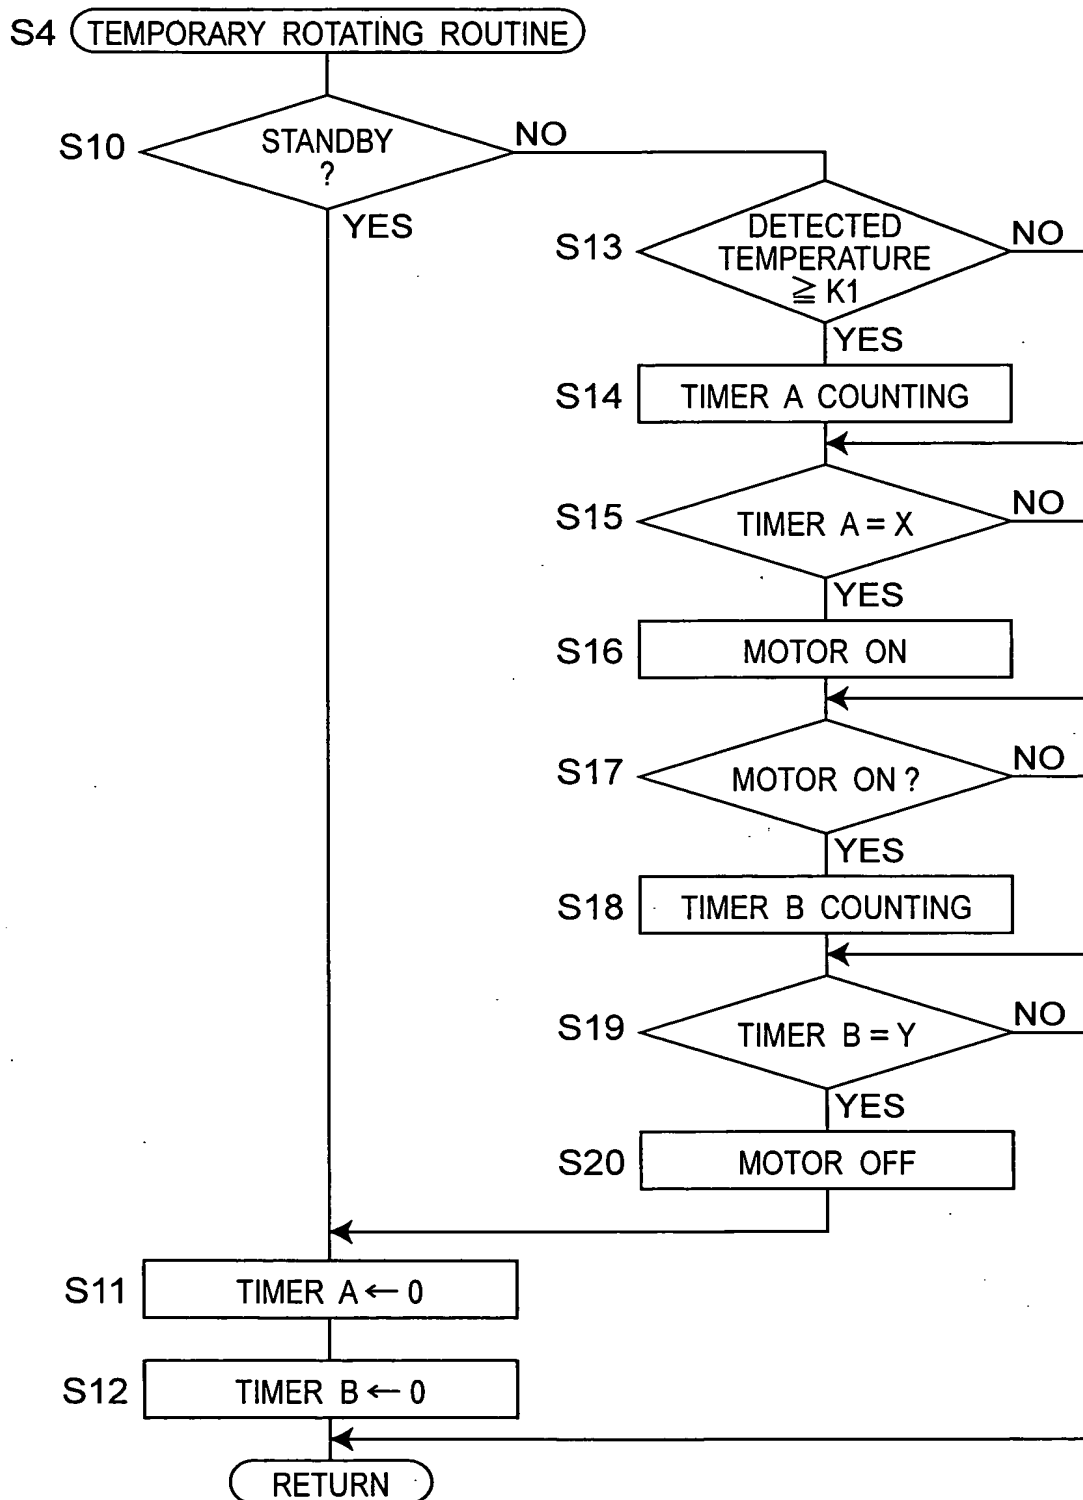 S4 TEMPORARY ROTATING ROUTINE
S10 STANDBY
?
NO
YES
S13 DETECTED
TEMPERATURE
≧ K1
NO
YES
S14 TIMER A COUNTING
S15 TIMER A = X
NO
YES
S16 MOTOR ON
S17 MOTOR ON ?
NO
YES
S18 TIMER B COUNTING
S19 TIMER B = Y
NO
YES
S20 MOTOR OFF
S11 TIMER A ← 0
S12 TIMER B ← 0
RETURN